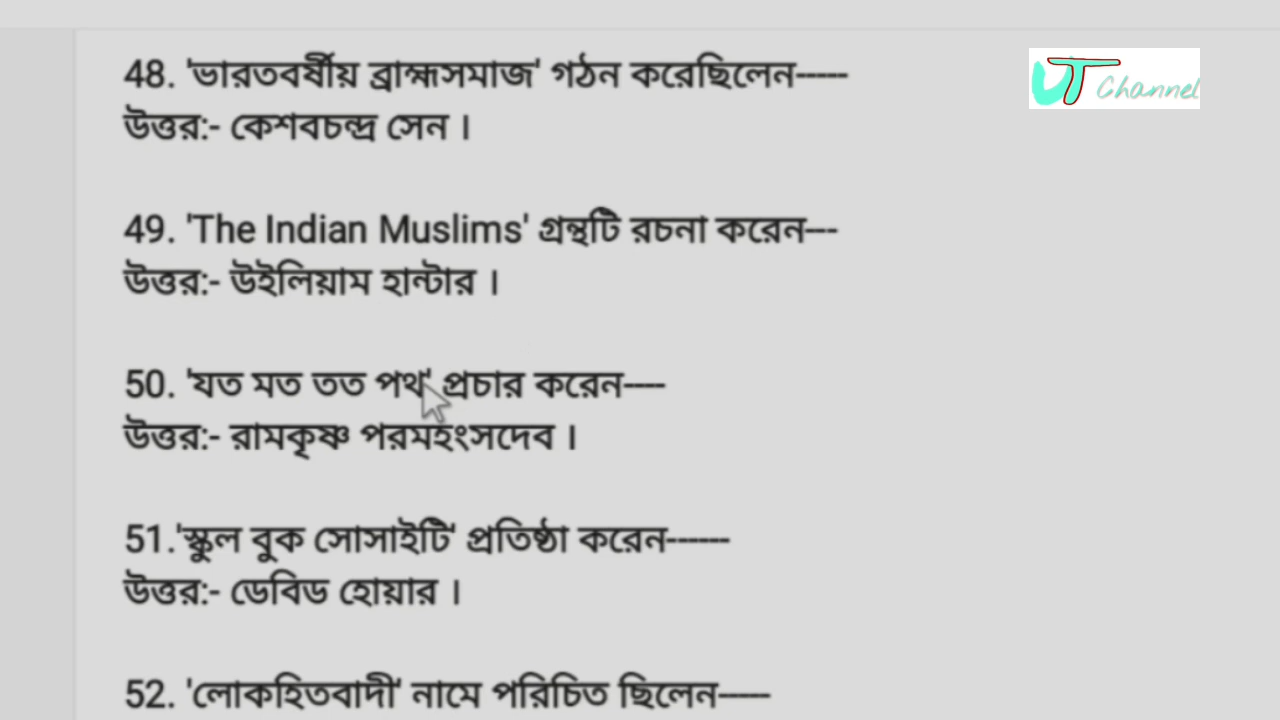 48. 'ভারতবর্ষীয় ব্রাহ্মসমাজ' গঠন করেছিলেন-----
উত্তর:- কেশবচন্দ্র সেন ।
49. 'The Indian Muslims' গ্রন্থটি রচনা করেন---
উত্তর:- উইলিয়াম হান্টার ।
50. 'যত মত তত পথ' প্রচার করেন----
উত্তর:- রামকৃষ্ণ পরমহংসদেব ।
51.'স্কুল বুক সোসাইটি' প্রতিষ্ঠা করেন------
উত্তর:- ডেবিড হোয়ার ।
52. 'লোকহিতবাদী' নামে পরিচিত ছিলেন-----
UT Channel